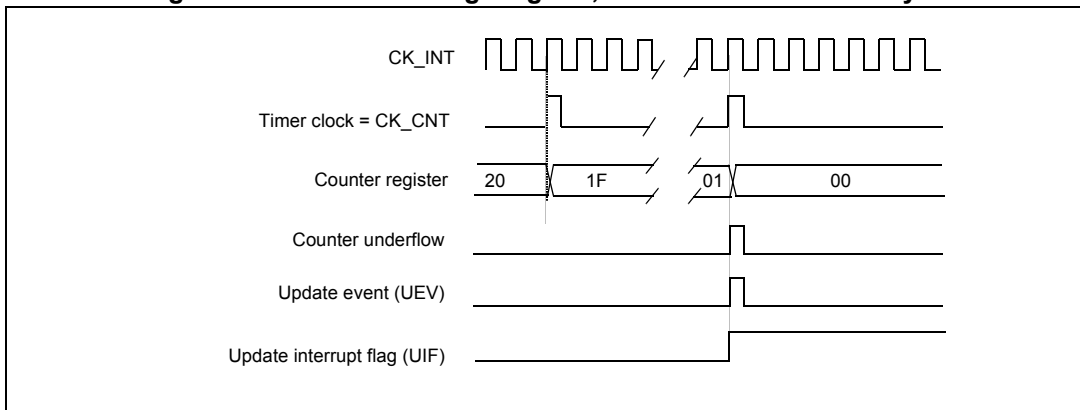 CK_INT
Timer clock = CK_CNT
Counter register 20 1F 01 00
Counter underflow
Update event (UEV)
Update interrupt flag (UIF)